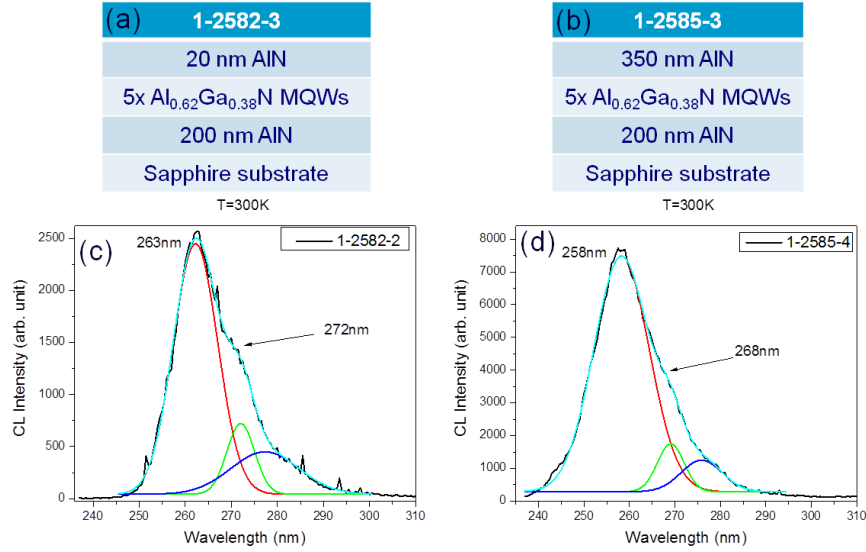 (a) 1-2582-3
20 nm AlN
5x Al0.62Ga0.38N MQWs
200 nm AlN
Sapphire substrate
(b) 1-2585-3
350 nm AlN
5x Al0.62Ga0.38N MQWs
200 nm AlN
Sapphire substrate
T=300K
(c)
263nm
1-2582-2
272nm
CL Intensity (arb. unit)
2500
2000
1500
1000
500
0
240 250 260 270 280 290 300 310
Wavelength (nm)
T=300K
(d)
258nm
1-2585-4
268nm
CL Intensity (arb. unit)
8000
7000
6000
5000
4000
3000
2000
1000
0
240 250 260 270 280 290 300 310
Wavelength (nm)